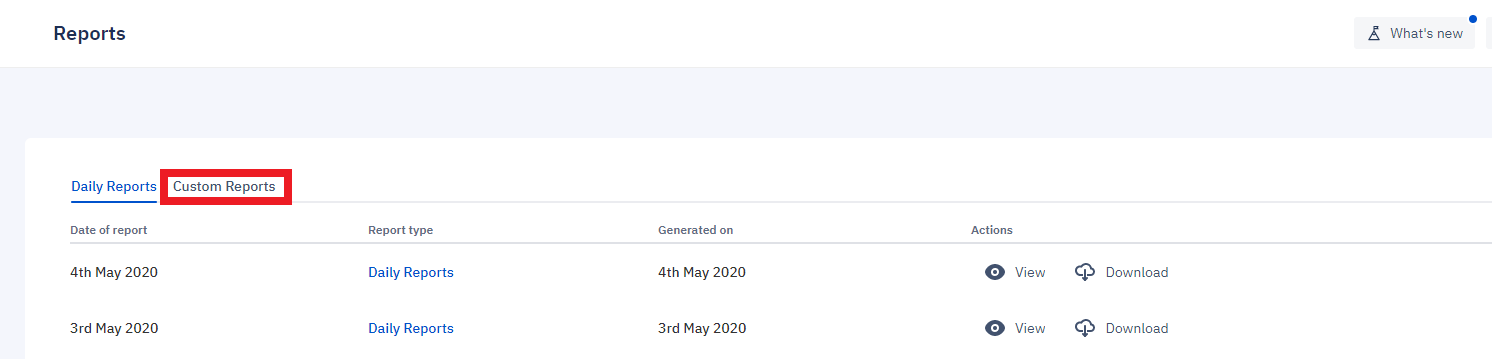 Reports
What's new
Daily Reports Custom Reports
Date of report Report type Generated on Actions
4th May 2020 Daily Reports 4th May 2020 View Download
3rd May 2020 Daily Reports 3rd May 2020 View Download